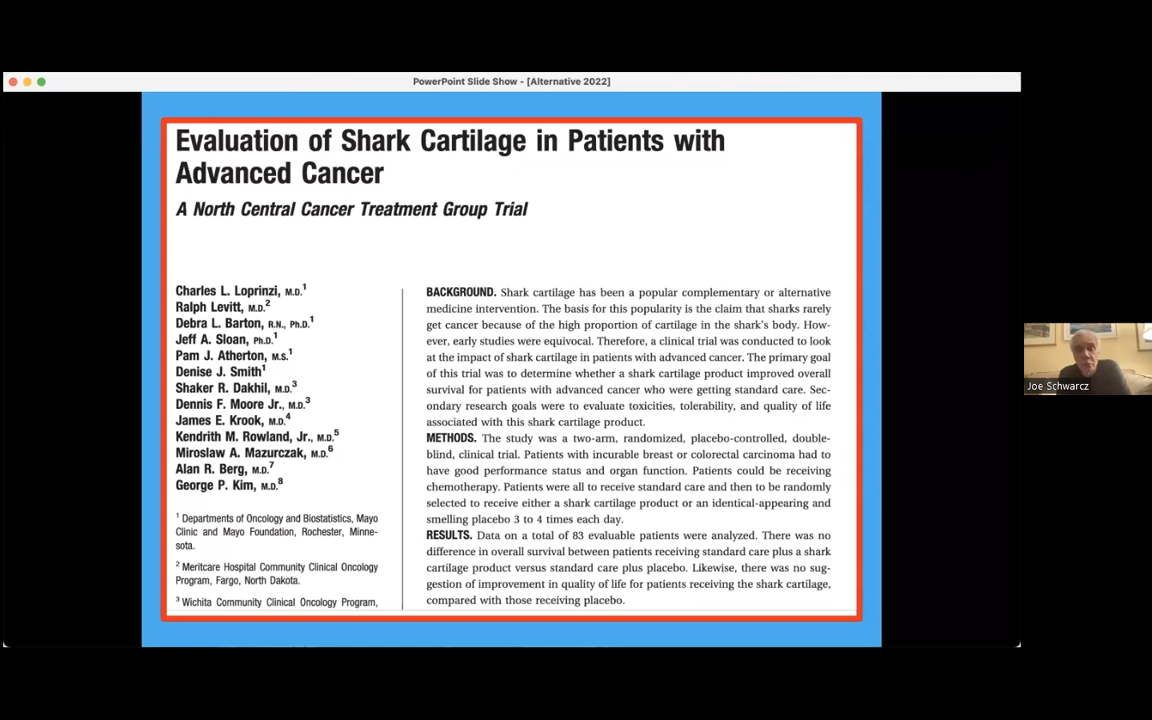 PowerPoint Slide Show - [Alternative 2022]
Evaluation of Shark Cartilage in Patients with
Advanced Cancer
A North Central Cancer Treatment Group Trial
Charles L. Loprinzi, M.D.1
Ralph Levitt, M.D.2
Debra L. Barton, R.N., Ph.D.1
Jeff A. Sloan, Ph.D.1
Pam J. Atherton, M.S.1
Denise J. Smith1
Shaker R. Dakhil, M.D.3
Dennis F. Moore Jr., M.D.3
James E. Krook, M.D.4
Kendrith M. Rowland, Jr., M.D.5
Miroslaw A. Mazurczak, M.D.6
Alan R. Berg, M.D.7
George P. Kim, M.D.8
1 Departments of Oncology and Biostatistics, Mayo
Clinic and Mayo Foundation, Rochester, Minne-
sota.
2 Meritcare Hospital Community Clinical Oncology
Program, Fargo, North Dakota.
3 Wichita Community Clinical Oncology Program,
BACKGROUND. Shark cartilage has been a popular complementary or alternative
medicine intervention. The basis for this popularity is the claim that sharks rarely
get cancer because of the high proportion of cartilage in the shark's body. How-
ever, early studies were equivocal. Therefore, a clinical trial was conducted to look
at the impact of shark cartilage in patients with advanced cancer. The primary goal
of this trial was to determine whether a shark cartilage product improved overall
survival for patients with advanced cancer who were getting standard care. Sec-
ondary research goals were to evaluate toxicities, tolerability, and quality of life
associated with this shark cartilage product.
METHODS. The study was a two-arm, randomized, placebo-controlled, double-
blind, clinical trial. Patients with incurable breast or colorectal carcinoma had to
have good performance status and organ function. Patients could be receiving
chemotherapy. Patients were all to receive standard care and then to be randomly
selected to receive either a shark cartilage product or an identical-appearing and
smelling placebo 3 to 4 times each day.
RESULTS. Data on a total of 83 evaluable patients were analyzed. There was no
difference in overall survival between patients receiving standard care plus a shark
cartilage product versus standard care plus placebo. Likewise, there was no sug-
gestion of improvement in quality of life for patients receiving the shark cartilage,
compared with those receiving placebo.
Joe Schwarcz